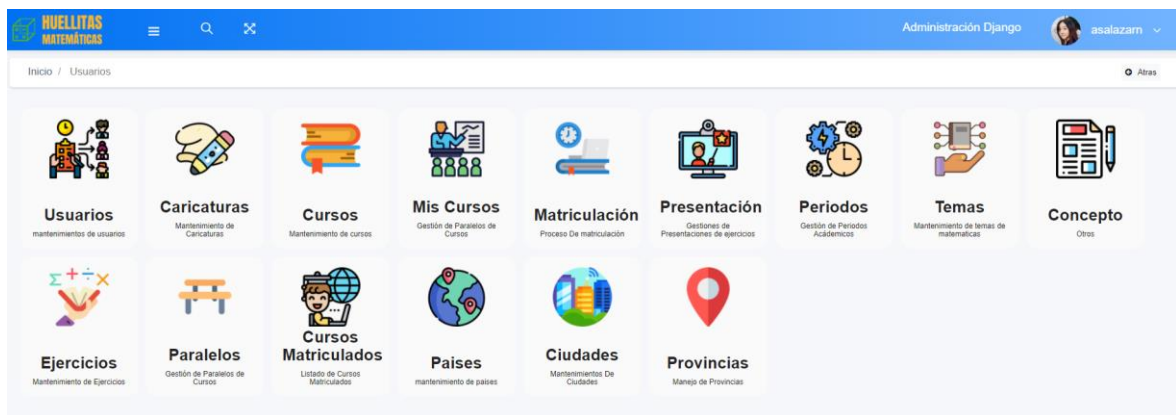 HUELLITAS
MATEMÁTICAS
Administración Django
asalazarn
Inicio / Usuarios
Atras
Usuarios
mantenimientos de usuarios
Caricaturas
Mantenimiento de
Caricaturas
Cursos
Mantenimiento de cursos
Mis Cursos
Gestión de Paralelos de
Cursos
Matriculación
Proceso De matriculación
Presentación
Gestiones de
Presentaciones de ejercicios
Periodos
Gestión de Periodos
Académicos
Temas
Mantenimiento de temas de
matematicas
Concepto
Otros
Ejercicios
Mantenimiento de Ejercicios
Paralelos
Gestión de Paralelos de
Cursos
Cursos
Matriculados
Listado de Cursos
Matriculados
Paises
mantenimiento de paises
Ciudades
Mantenimientos De
Ciudades
Provincias
Manejo de Provincias